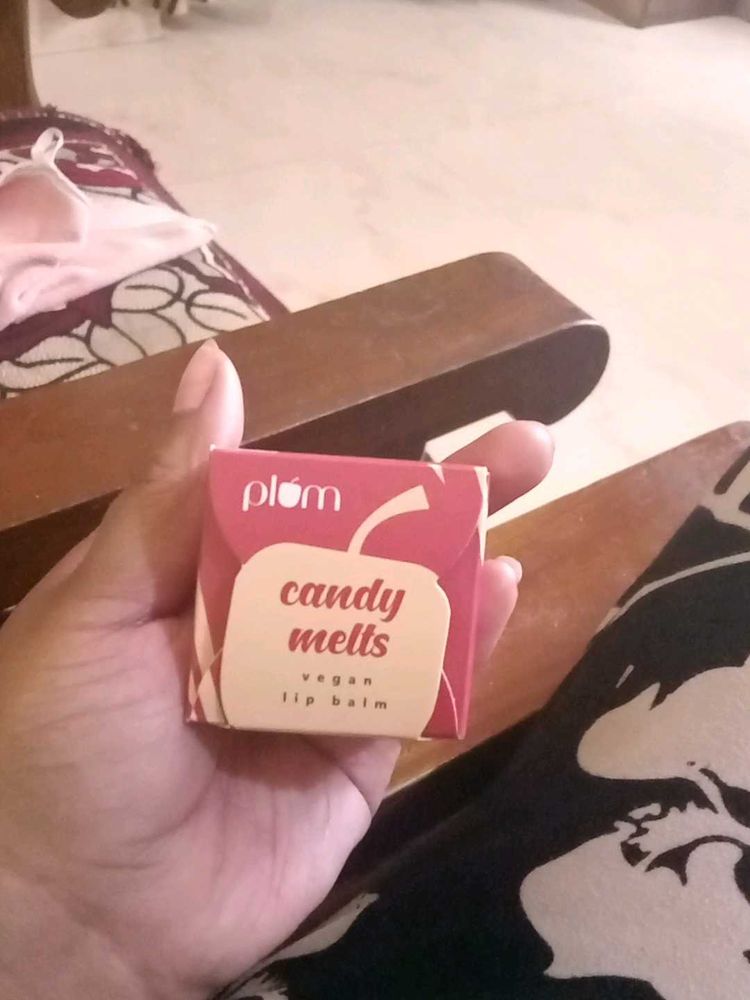 plum
candy
melts
vegan
lip balm